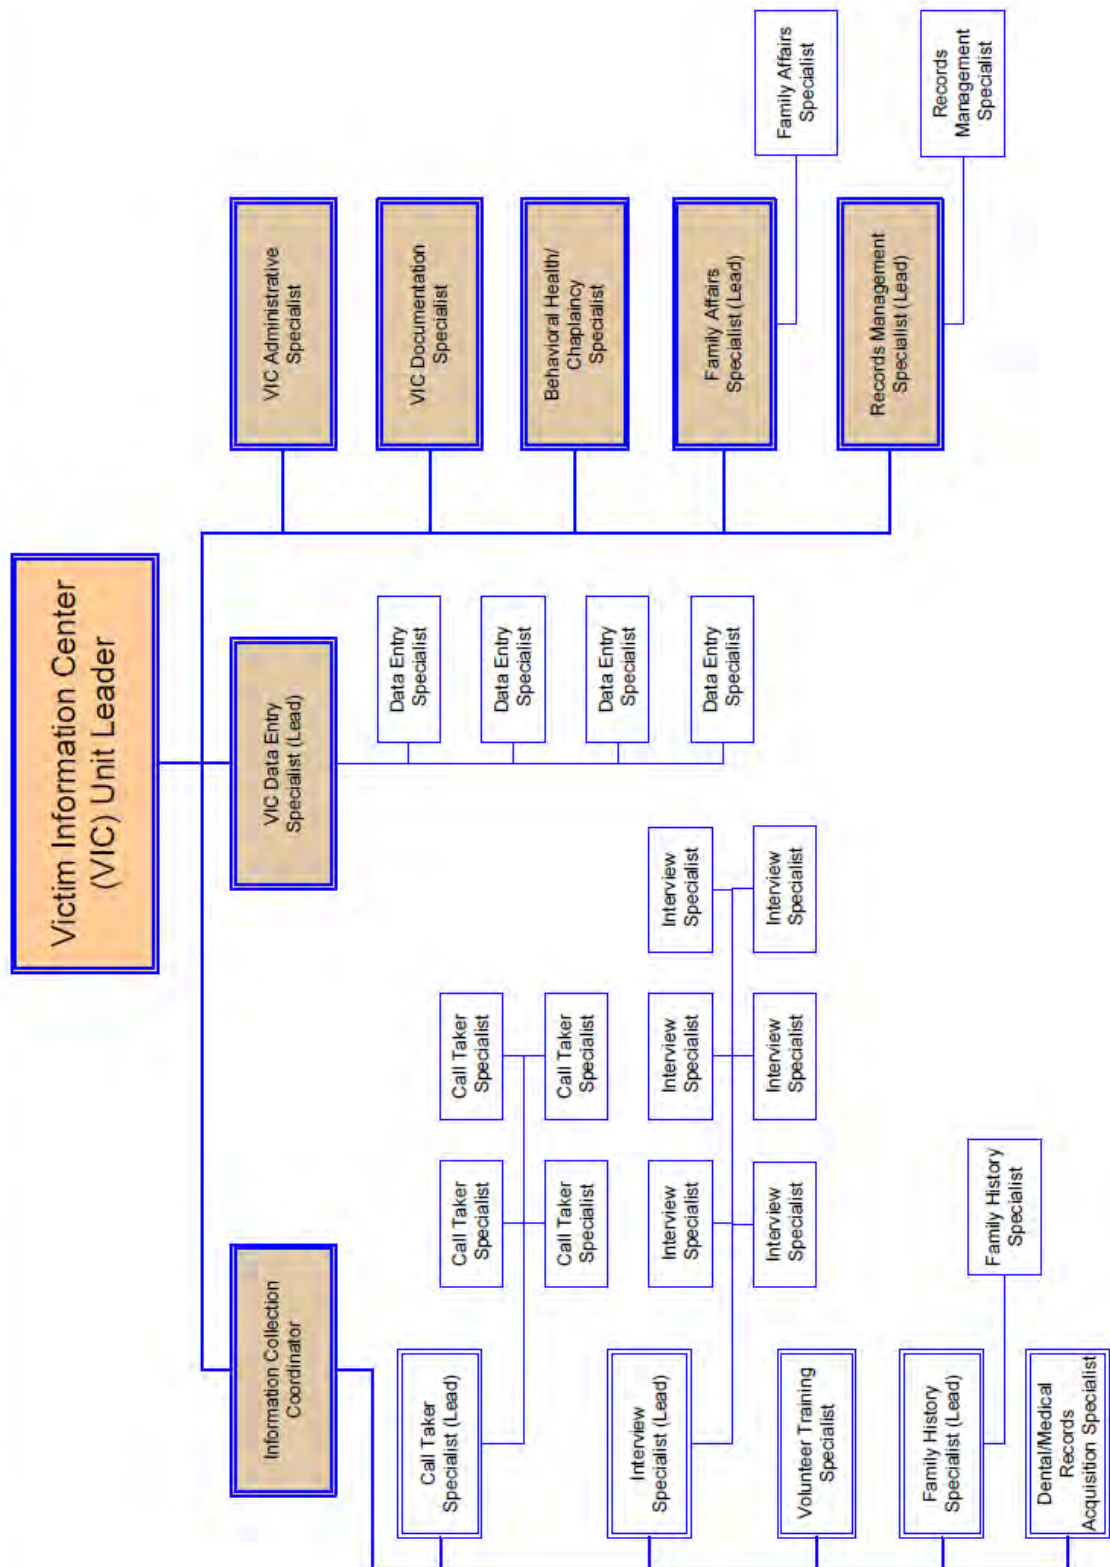 Victim Information Center
(VIC) Unit Leader
Information Collection
Coordinator
Call Taker
Specialist (Lead)
Call Taker
Specialist
Call Taker
Specialist
Call Taker
Specialist
Call Taker
Specialist
Interview
Specialist (Lead)
Interview
Specialist
Interview
Specialist
Interview
Specialist
Interview
Specialist
Interview
Specialist
Interview
Specialist
Volunteer Training
Specialist
Family History
Specialist (Lead)
Family History
Specialist
Dental/Medical
Records
Acquisition Specialist
VIC Data Entry
Specialist (Lead)
Data Entry
Specialist
Data Entry
Specialist
Data Entry
Specialist
Data Entry
Specialist
VIC Administrative
Specialist
VIC Documentation
Specialist
Behavioral Health/
Chaplaincy
Specialist
Family Affairs
Specialist (Lead)
Family Affairs
Specialist
Records Management
Specialist (Lead)
Records
Management
Specialist